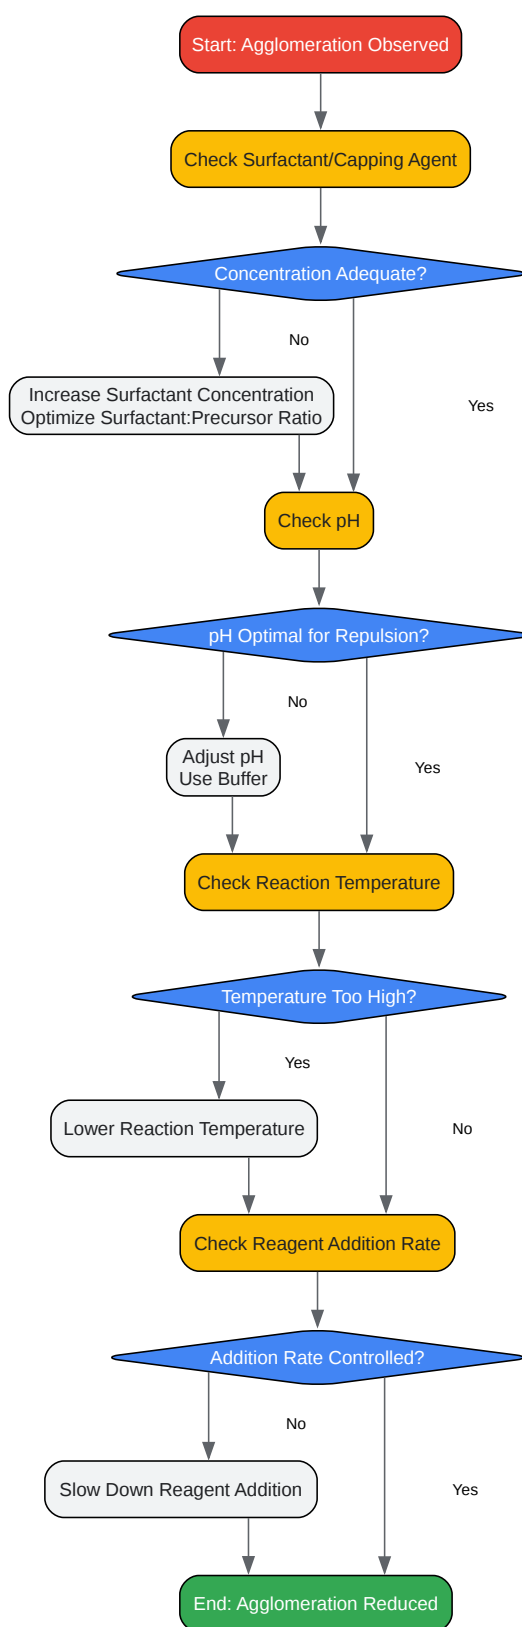 Start: Agglomeration Observed
Check Surfactant/Capping Agent
Concentration Adequate?
No
Increase Surfactant Concentration
Optimize Surfactant:Precursor Ratio
Yes
Check pH
pH Optimal for Repulsion?
No
Adjust pH
Use Buffer
Yes
Check Reaction Temperature
Temperature Too High?
Yes
Lower Reaction Temperature
No
Check Reagent Addition Rate
Addition Rate Controlled?
No
Slow Down Reagent Addition
Yes
End: Agglomeration Reduced